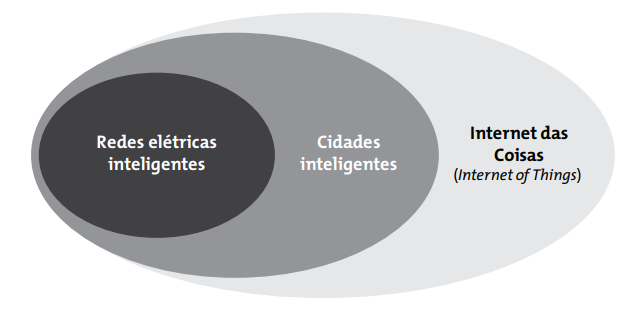 Redes elétricas
inteligentes
Cidades
inteligentes
Internet das
Coisas
(Internet of Things)